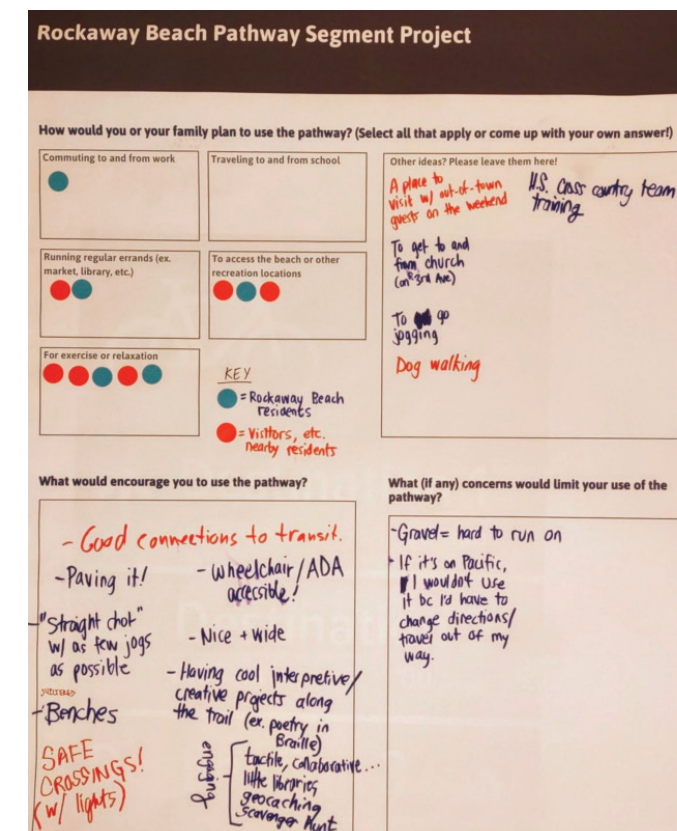 Rockaway Beach Pathway Segment Project
How would you or your family plan to use the pathway? (Select all that apply or come up with your own answer!)
Commuting to and from work
Traveling to and from school
Running regular errands (ex.
market, library, etc.)
To access the beach or other
recreation locations
For exercise or relaxation
KEY
= Rockaway Beach
residents
= Visitors, etc.
nearby residents
Other ideas? Please leave them here!
A place to
visit w/ out-of-town
guests on the weekend
H.S. Cross country team
training
To get to and
from church
(on 3rd Ave)
To go
jogging
Dog walking
What would encourage you to use the pathway?
- Good connections to transit.
- Paving it!
- "Straight shot"
w/ as few jogs
as possible
- Benches
SAFE
CROSSINGS!
(w/ lights)
- wheelchair/ADA
accessible!
- Nice + wide
- Having cool interpretive/
creative projects along
the trail (ex. poetry in
Braille)
engaging
tactile, collaborative...
little libraries
geocaching
scavenger hunt
What (if any) concerns would limit your use of the
pathway?
- Gravel = hard to run on
- If it's on Pacific,
I wouldn't use
it bc I'd have to
change directions/
travel out of my
way.